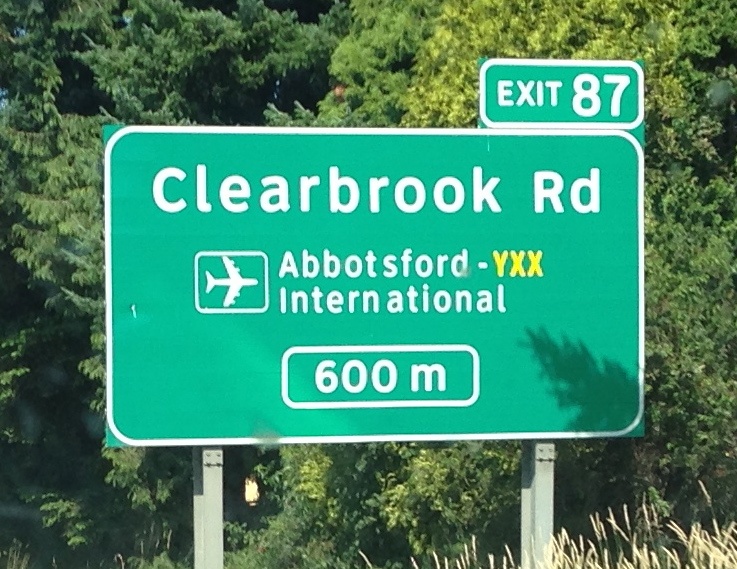 EXIT 87
Clearbrook Rd
Abbotsford - YXX
International
600 m